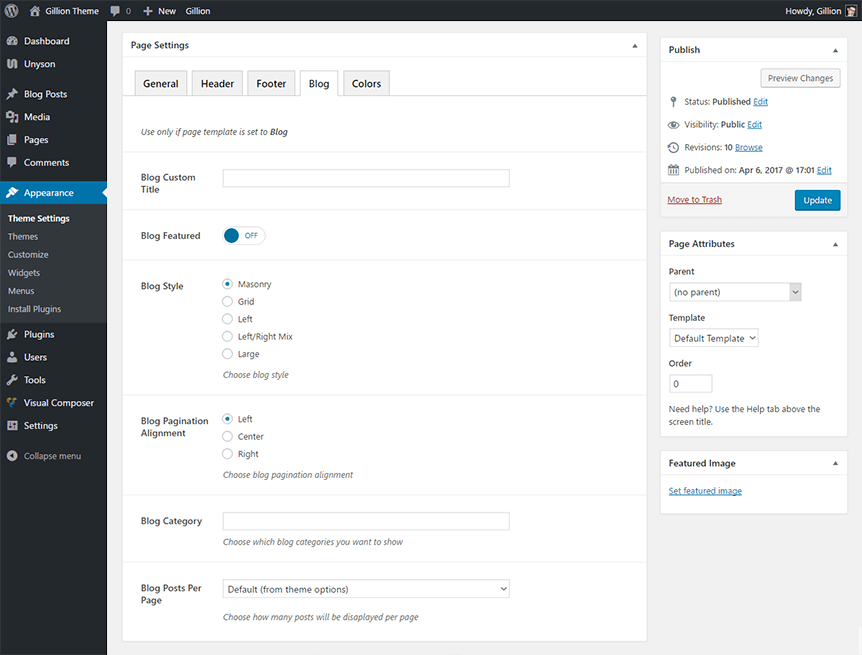 Gillion Theme
0
New
Gillion
Howdy, Gillion
Dashboard
Unyson
Blog Posts
Media
Pages
Comments
Appearance
Theme Settings
Themes
Customize
Widgets
Menus
Install Plugins
Plugins
Users
Tools
Visual Composer
Settings
Collapse menu
Page Settings
General
Header
Footer
Blog
Colors
Use only if page template is set to Blog
Blog Custom
Title
Blog Featured
OFF
Blog Style
Masonry
Grid
Left
Left/Right Mix
Large
Choose blog style
Blog Pagination
Alignment
Left
Center
Right
Choose blog pagination alignment
Blog Category
Choose which blog categories you want to show
Blog Posts Per
Page
Default (from theme options)
Choose how many posts will be disaplayed per page
Publish
Preview Changes
Status: Published Edit
Visibility: Public Edit
Revisions: 10 Browse
Published on: Apr 6, 2017 @ 17:01 Edit
Move to Trash
Update
Page Attributes
Parent
(no parent)
Template
Default Template
Order
0
Need help? Use the Help tab above the
screen title.
Featured Image
Set featured image